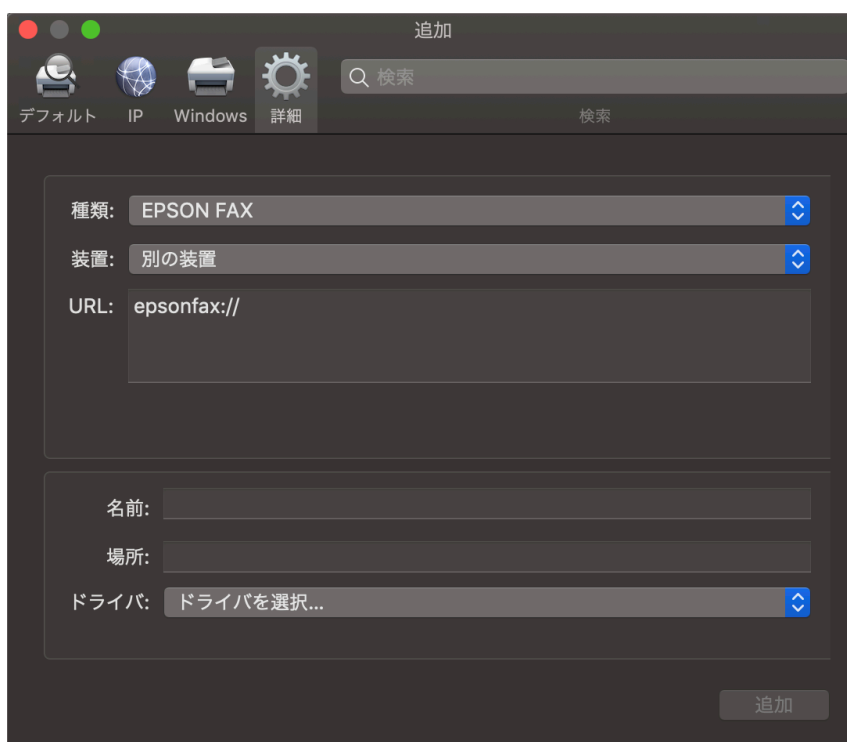 追加
検索
デフォルト IP Windows 詳細 検索
種類: EPSON FAX
装置: 別の装置
URL: epsonfax://
名前:
場所:
ドライバ: ドライバを選択...
追加